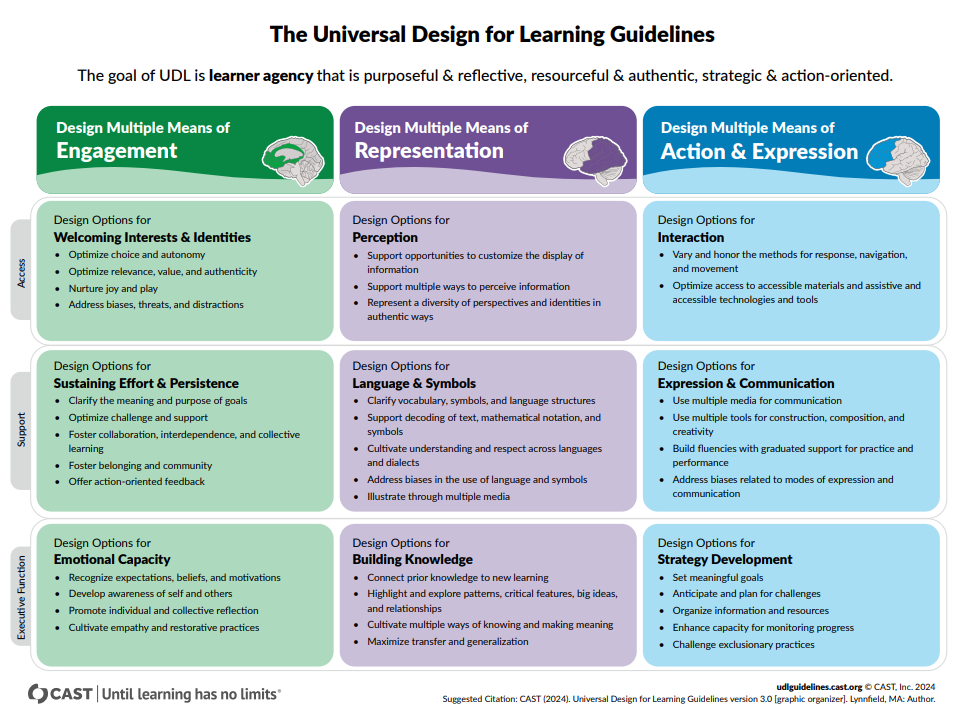 The Universal Design for Learning Guidelines
The goal of UDL is learner agency that is purposeful & reflective, resourceful & authentic, strategic & action-oriented.
Design Multiple Means of
Engagement
Design Multiple Means of
Representation
Design Multiple Means of
Action & Expression
Access
Design Options for
Welcoming Interests & Identities
• Optimize choice and autonomy
• Optimize relevance, value, and authenticity
• Nurture joy and play
• Address biases, threats, and distractions
Design Options for
Perception
• Support opportunities to customize the display of
information
• Support multiple ways to perceive information
• Represent a diversity of perspectives and identities in
authentic ways
Design Options for
Interaction
• Vary and honor the methods for response, navigation,
and movement
• Optimize access to accessible materials and assistive and
accessible technologies and tools
Support
Design Options for
Sustaining Effort & Persistence
• Clarify the meaning and purpose of goals
• Optimize challenge and support
• Foster collaboration, interdependence, and collective
learning
• Foster belonging and community
• Offer action-oriented feedback
Design Options for
Language & Symbols
• Clarify vocabulary, symbols, and language structures
• Support decoding of text, mathematical notation, and
symbols
• Cultivate understanding and respect across languages
and dialects
• Address biases in the use of language and symbols
• Illustrate through multiple media
Design Options for
Expression & Communication
• Use multiple media for communication
• Use multiple tools for construction, composition, and
creativity
• Build fluencies with graduated support for practice and
performance
• Address biases related to modes of expression and
communication
Executive Function
Design Options for
Emotional Capacity
• Recognize expectations, beliefs, and motivations
• Develop awareness of self and others
• Promote individual and collective reflection
• Cultivate empathy and restorative practices
Design Options for
Building Knowledge
• Connect prior knowledge to new learning
• Highlight and explore patterns, critical features, big ideas,
and relationships
• Cultivate multiple ways of knowing and making meaning
• Maximize transfer and generalization
Design Options for
Strategy Development
• Set meaningful goals
• Anticipate and plan for challenges
• Organize information and resources
• Enhance capacity for monitoring progress
• Challenge exclusionary practices
CAST | Until learning has no limits®
udlguidelines.cast.org © CAST, Inc. 2024
Suggested Citation: CAST (2024). Universal Design for Learning Guidelines version 3.0 [graphic organizer]. Lynnfield, MA: Author.